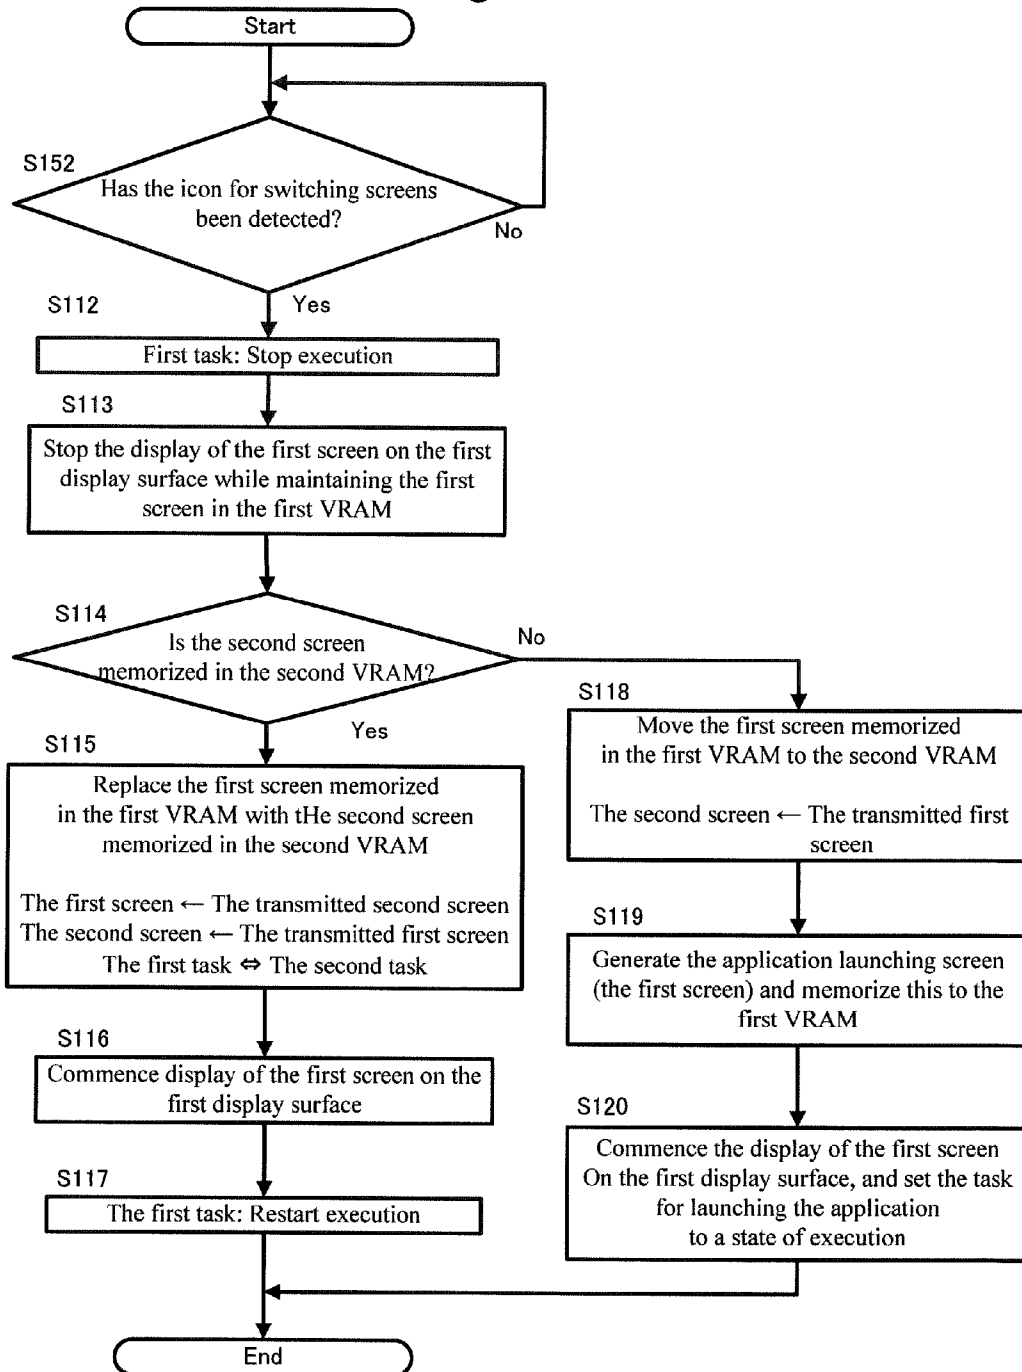 Start
S152
Has the icon for switching screens
been detected?
No
S112
Yes
First task: Stop execution
S113
Stop the display of the first screen on the first
display surface while maintaining the first
screen in the first VRAM
S114
Is the second screen
memorized in the second VRAM?
No
Yes
S115
Replace the first screen memorized
in the first VRAM with tHe second screen
memorized in the second VRAM
The first screen ← The transmitted second screen
The second screen ← The transmitted first screen
The first task ⇔ The second task
S116
Commence display of the first screen on the
first display surface
S117
The first task: Restart execution
S118
Move the first screen memorized
in the first VRAM to the second VRAM
The second screen ← The transmitted first
screen
S119
Generate the application launching screen
(the first screen) and memorize this to the
first VRAM
S120
Commence the display of the first screen
On the first display surface, and set the task
for launching the application
to a state of execution
End